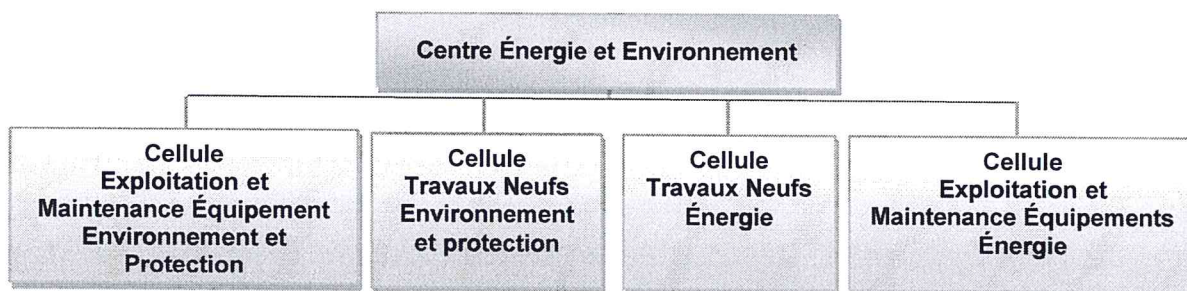 Centre Énergie et Environnement
Cellule
Exploitation et
Maintenance Équipement
Environnement et
Protection
Cellule
Travaux Neufs
Environnement
et protection
Cellule
Travaux Neufs
Énergie
Cellule
Exploitation et
Maintenance Équipements
Énergie